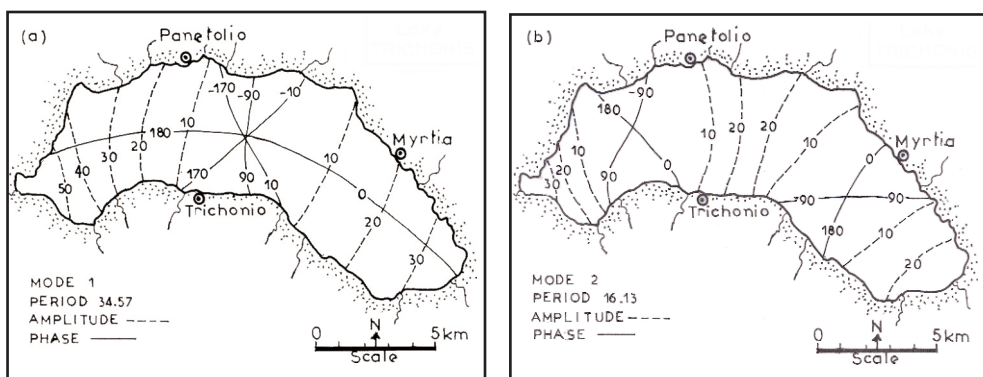 (a)
Panetolio
-170
-90
-10
180
10
20
30
40
50
170
90
10
10
0
20
30
Myrtia
Trichonio
MODE 1
PERIOD 34.57
AMPLITUDE ----
PHASE ——
0 5km
N
Scale
(b)
Panetolio
180
-90
10
20
20
10
Myrtia
0
10
20
30
90
0
-90
90
180
10
20
Trichonio
MODE 2
PERIOD 16.13
AMPLITUDE ----
PHASE ——
0 5km
N
Scale